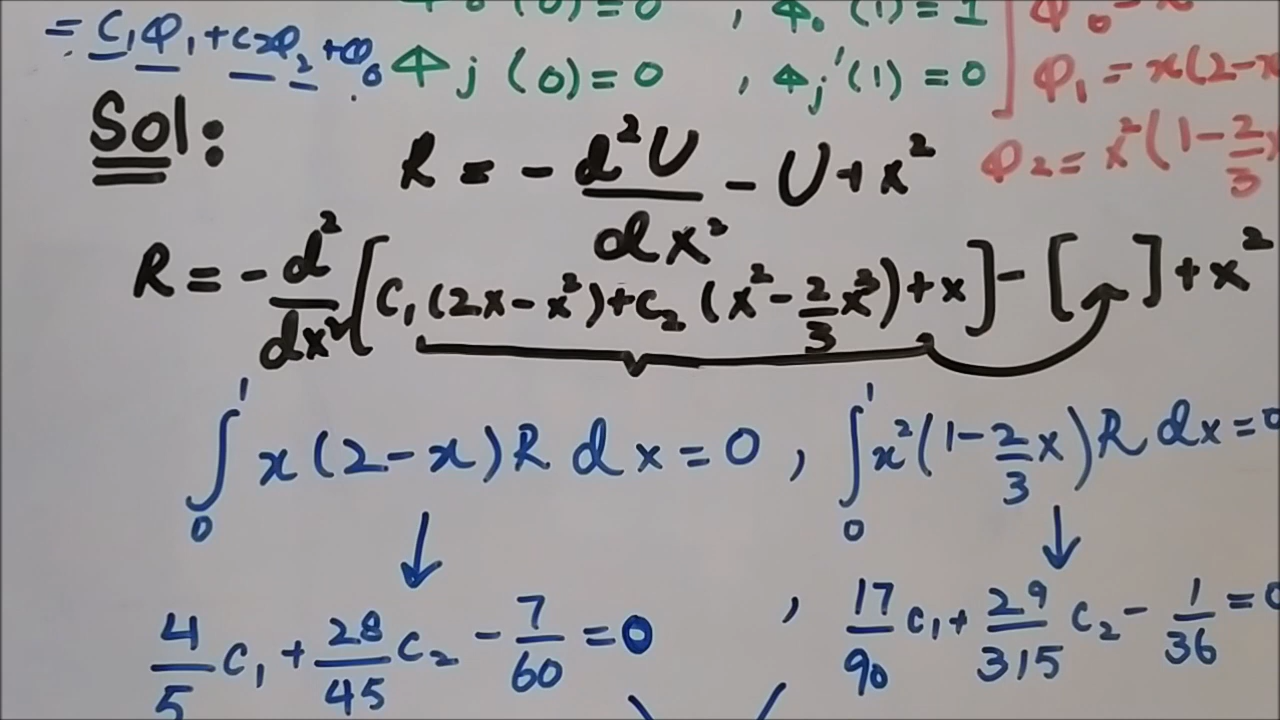 = C₁φ₁ + C₂φ₂ + φ₀
(0) = 0 , φ₀'(1) = 1
φⱼ(0) = 0 , φⱼ'(1) = 0
φ₀ = x
φ₁ = x(2-x
φ₂ = x²(1-2/3
Sol:
R = - d²U/dx² - U + x²
R = - d²/dx² [C₁(2x - x²) + C₂(x² - 2/3 x³) + x] - [ ] + x²
∫₀¹ x(2-x) R dx = 0 , ∫₀¹ x²(1 - 2/3 x) R dx = 0
4/5 C₁ + 28/45 C₂ - 7/60 = 0 , 17/90 C₁ + 29/315 C₂ - 1/36 = 0